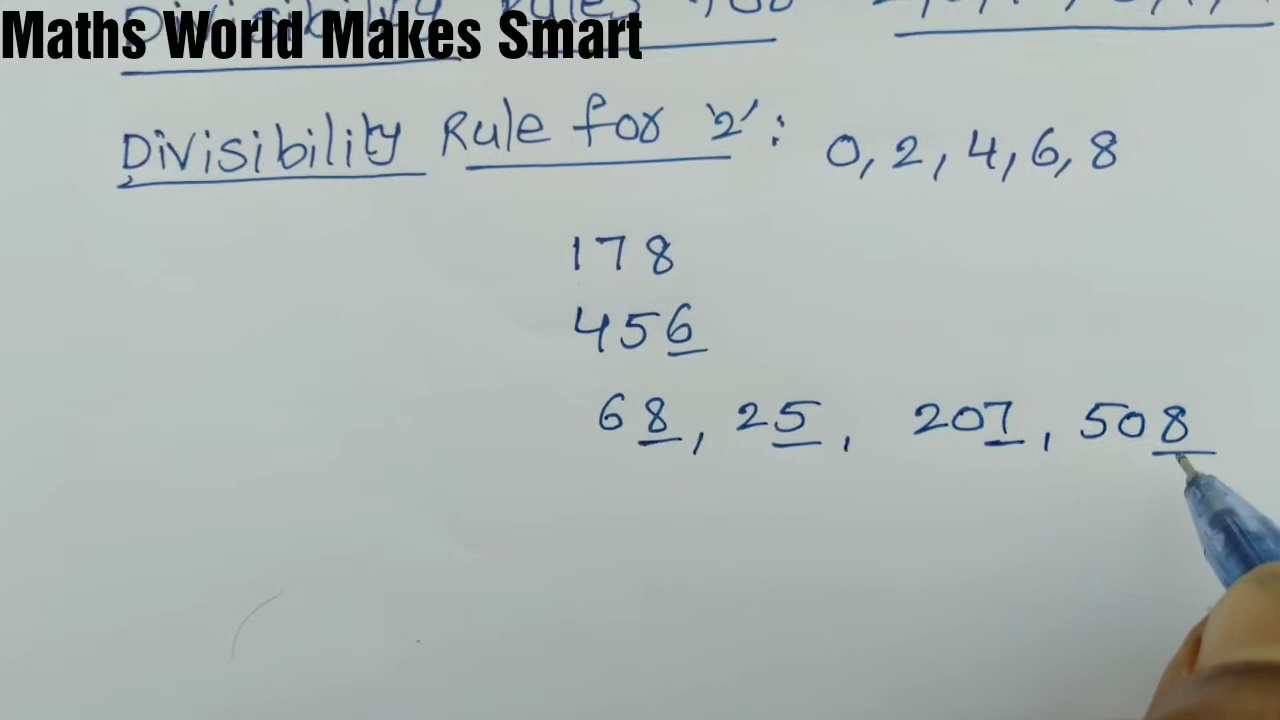 Maths World Makes Smart
Divisibility Rule for '2': 0, 2, 4, 6, 8
178
456
68, 25, 207, 508